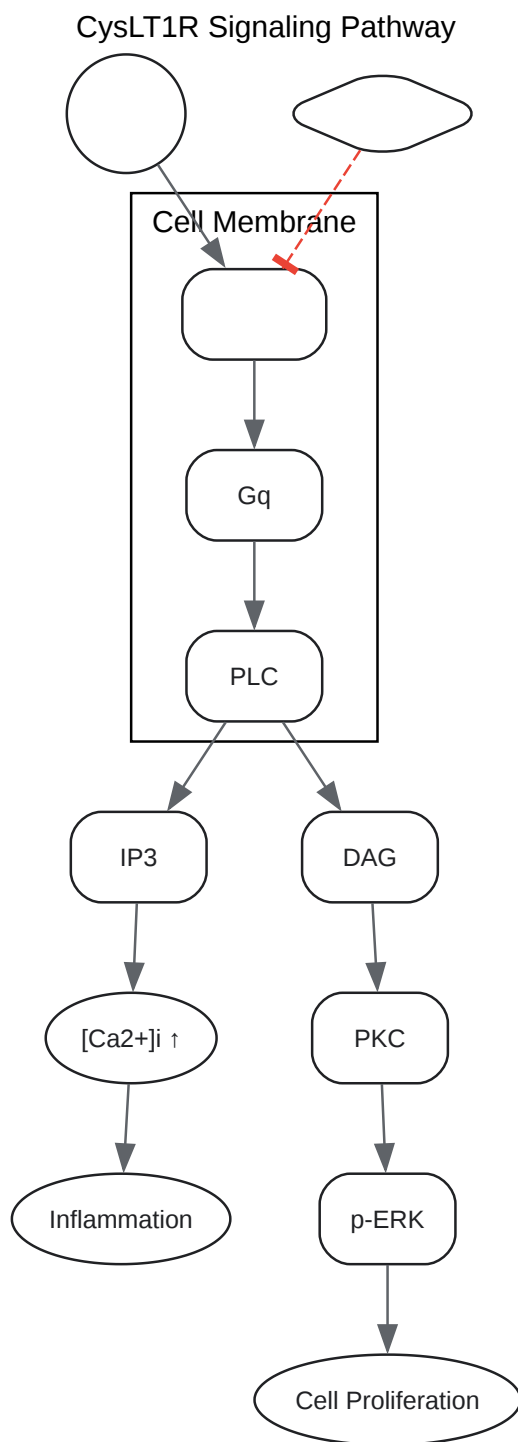 CysLT1R Signaling Pathway
Cell Membrane
Gq
PLC
IP3
DAG
[Ca2+]i ↑
PKC
Inflammation
p-ERK
Cell Proliferation